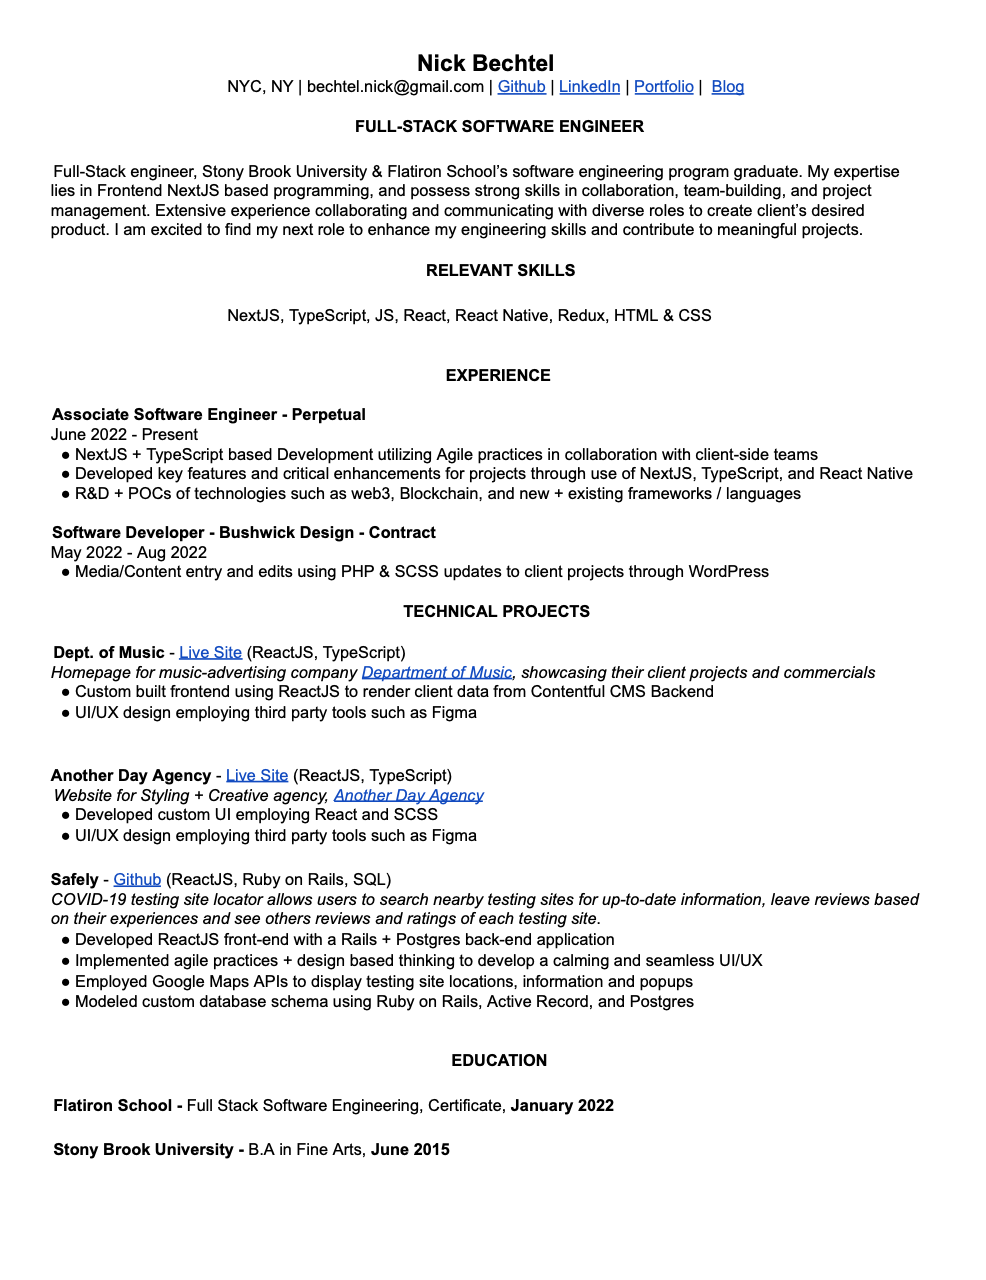 Nick Bechtel
NYC, NY | bechtel.nick@gmail.com | Github | LinkedIn | Portfolio | Blog
FULL-STACK SOFTWARE ENGINEER
Full-Stack engineer, Stony Brook University & Flatiron School’s software engineering program graduate. My expertise
lies in Frontend NextJS based programming, and possess strong skills in collaboration, team-building, and project
management. Extensive experience collaborating and communicating with diverse roles to create client’s desired
product. I am excited to find my next role to enhance my engineering skills and contribute to meaningful projects.
RELEVANT SKILLS
NextJS, TypeScript, JS, React, React Native, Redux, HTML & CSS
EXPERIENCE
Associate Software Engineer - Perpetual
June 2022 - Present
● NextJS + TypeScript based Development utilizing Agile practices in collaboration with client-side teams
● Developed key features and critical enhancements for projects through use of NextJS, TypeScript, and React Native
● R&D + POCs of technologies such as web3, Blockchain, and new + existing frameworks / languages
Software Developer - Bushwick Design - Contract
May 2022 - Aug 2022
● Media/Content entry and edits using PHP & SCSS updates to client projects through WordPress
TECHNICAL PROJECTS
Dept. of Music - Live Site (ReactJS, TypeScript)
Homepage for music-advertising company Department of Music, showcasing their client projects and commercials
● Custom built frontend using ReactJS to render client data from Contentful CMS Backend
● UI/UX design employing third party tools such as Figma
Another Day Agency - Live Site (ReactJS, TypeScript)
Website for Styling + Creative agency, Another Day Agency
● Developed custom UI employing React and SCSS
● UI/UX design employing third party tools such as Figma
Safely - Github (ReactJS, Ruby on Rails, SQL)
COVID-19 testing site locator allows users to search nearby testing sites for up-to-date information, leave reviews based
on their experiences and see others reviews and ratings of each testing site.
● Developed ReactJS front-end with a Rails + Postgres back-end application
● Implemented agile practices + design based thinking to develop a calming and seamless UI/UX
● Employed Google Maps APIs to display testing site locations, information and popups
● Modeled custom database schema using Ruby on Rails, Active Record, and Postgres
EDUCATION
Flatiron School - Full Stack Software Engineering, Certificate, January 2022
Stony Brook University - B.A in Fine Arts, June 2015